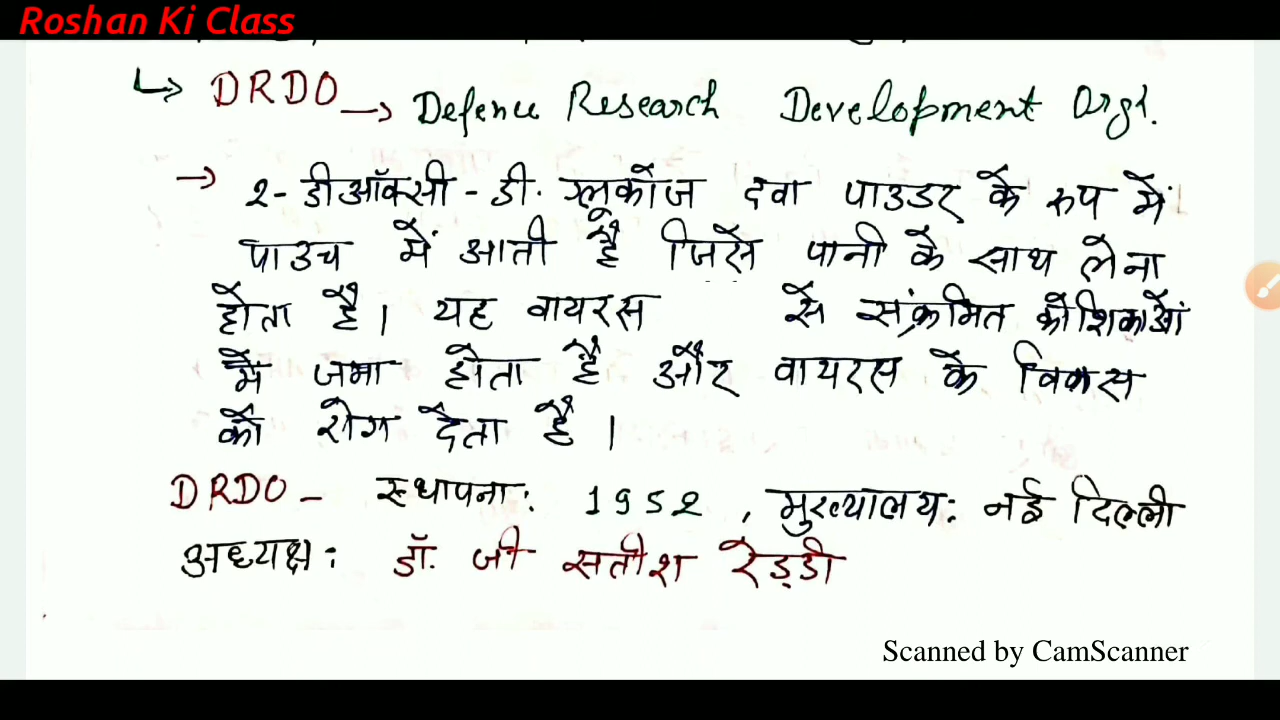 Roshan Ki Class
↳ DRDO → Defence Research Development Orgt.
→ 2-डीऑक्सी-डी. ग्लूकोज दवा पाउडर के रूप में
पाउच में आती है जिसे पानी के साथ लेना
होता है। यह वायरस से संक्रमित कोशिकाओं
में जमा होता है और वायरस के विकास
को रोक देता है।
DRDO - स्थापना: 1952, मुख्यालय: नई दिल्ली
अध्यक्ष: डॉ. जी सतीश रेड्डी
Scanned by CamScanner